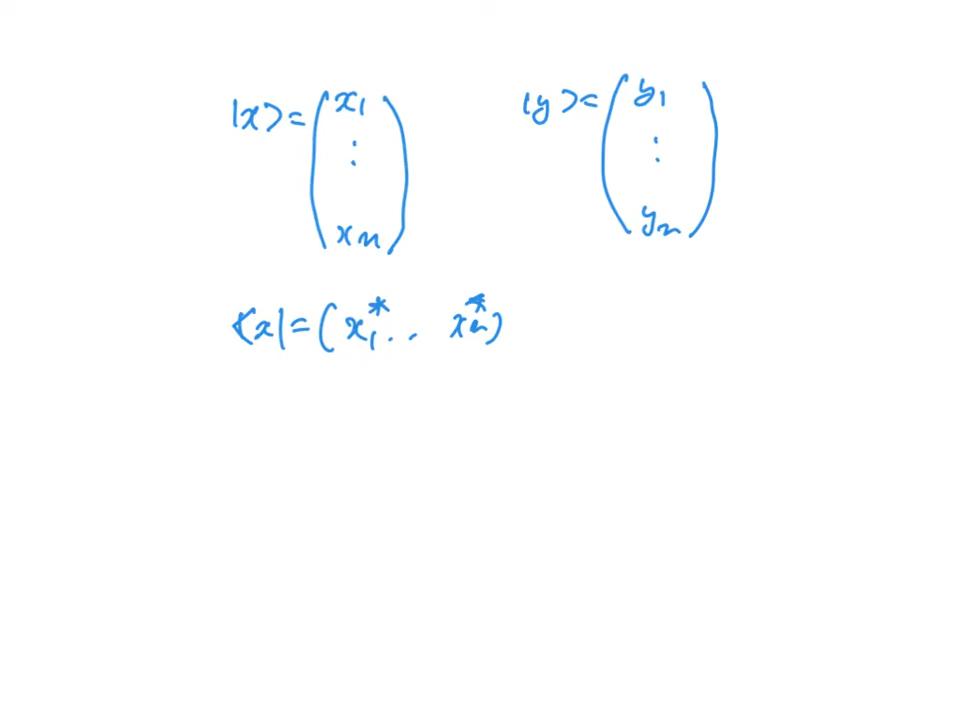 |x> = (x1 ⋮ xn) |y> = (y1 ⋮ yn)
<x| = (x1* .. xn*)